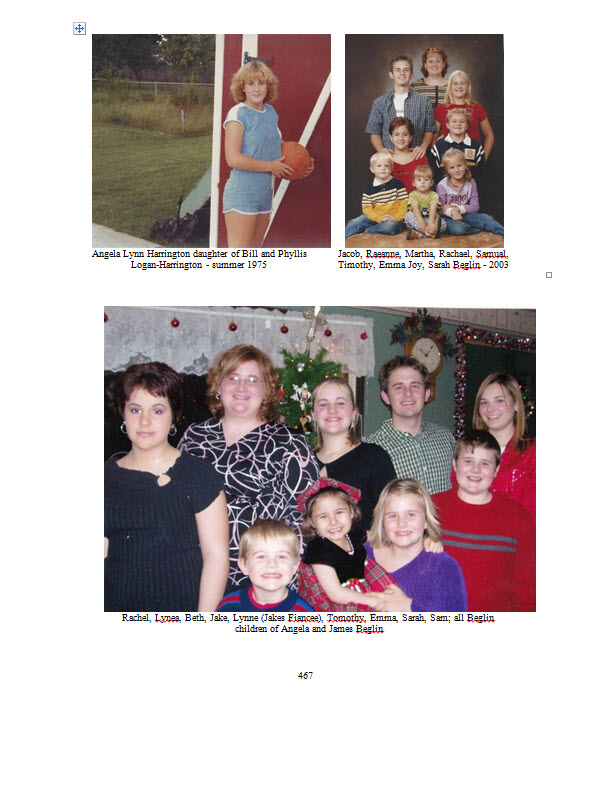 Angela Lynn Harrington daughter of Bill and Phyllis
Logan-Harrington - summer 1975
Jacob, Raeanne, Martha, Rachael, Samual,
Timothy, Emma Joy, Sarah Beglin - 2003
Rachel, Lynea, Beth, Jake, Lynne (Jakes Fiancee), Tomothy, Emma, Sarah, Sam; all Beglin
children of Angela and James Beglin
467